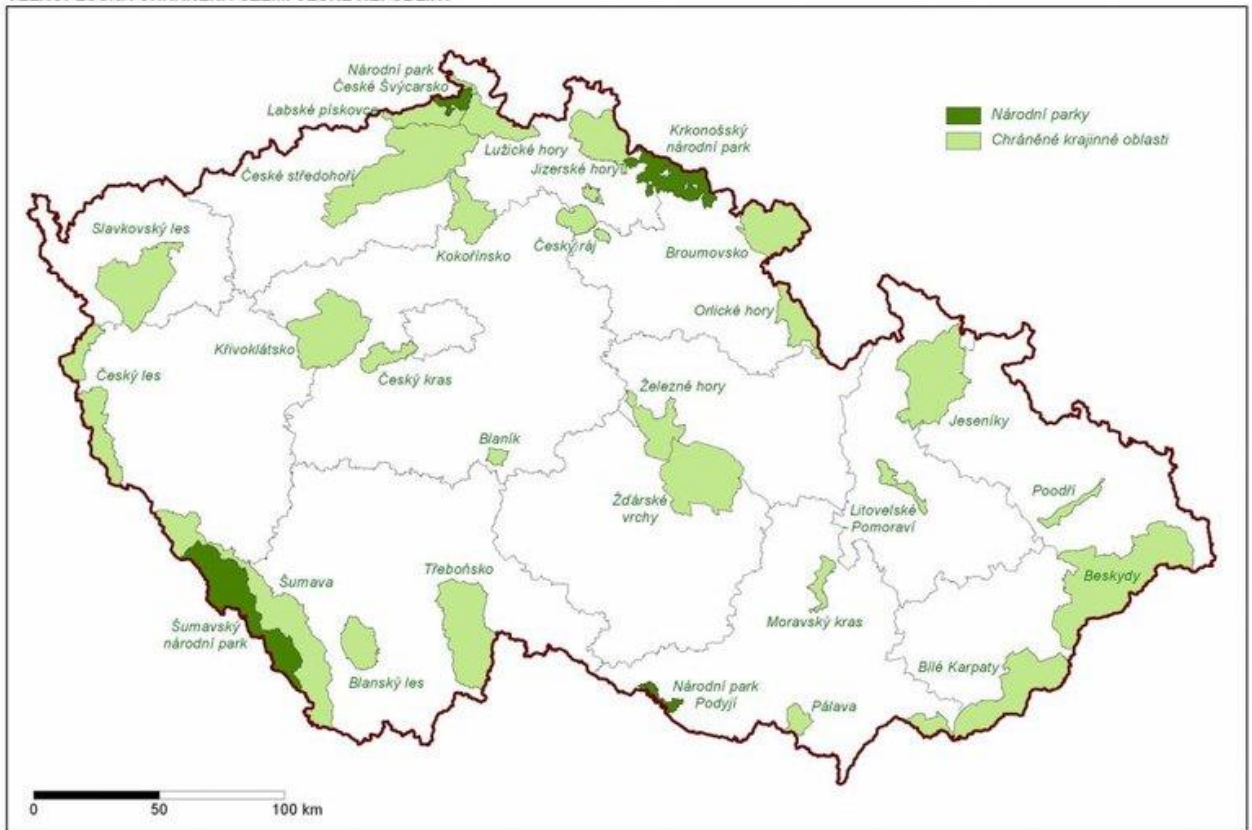 Národní park
České Švýcarsko
Labské pískovce
Lužické hory
Krkonošský
národní park
Národní parky
Chráněné krajinné oblasti
Jizerské hory
České středohoří
Slavkovský les
Kokořínsko
Český ráj
Broumovsko
Orlické hory
Křivoklátsko
Český kras
Český les
Železné hory
Jeseníky
Blaník
Žďárské
vrchy
Litovelské
Pomoraví
Poodří
Třeboňsko
Šumava
Beskydy
Šumavský
národní park
Moravský kras
Blanský les
Bílé Karpaty
Národní park
Podyjí
Pálava
0 50 100 km